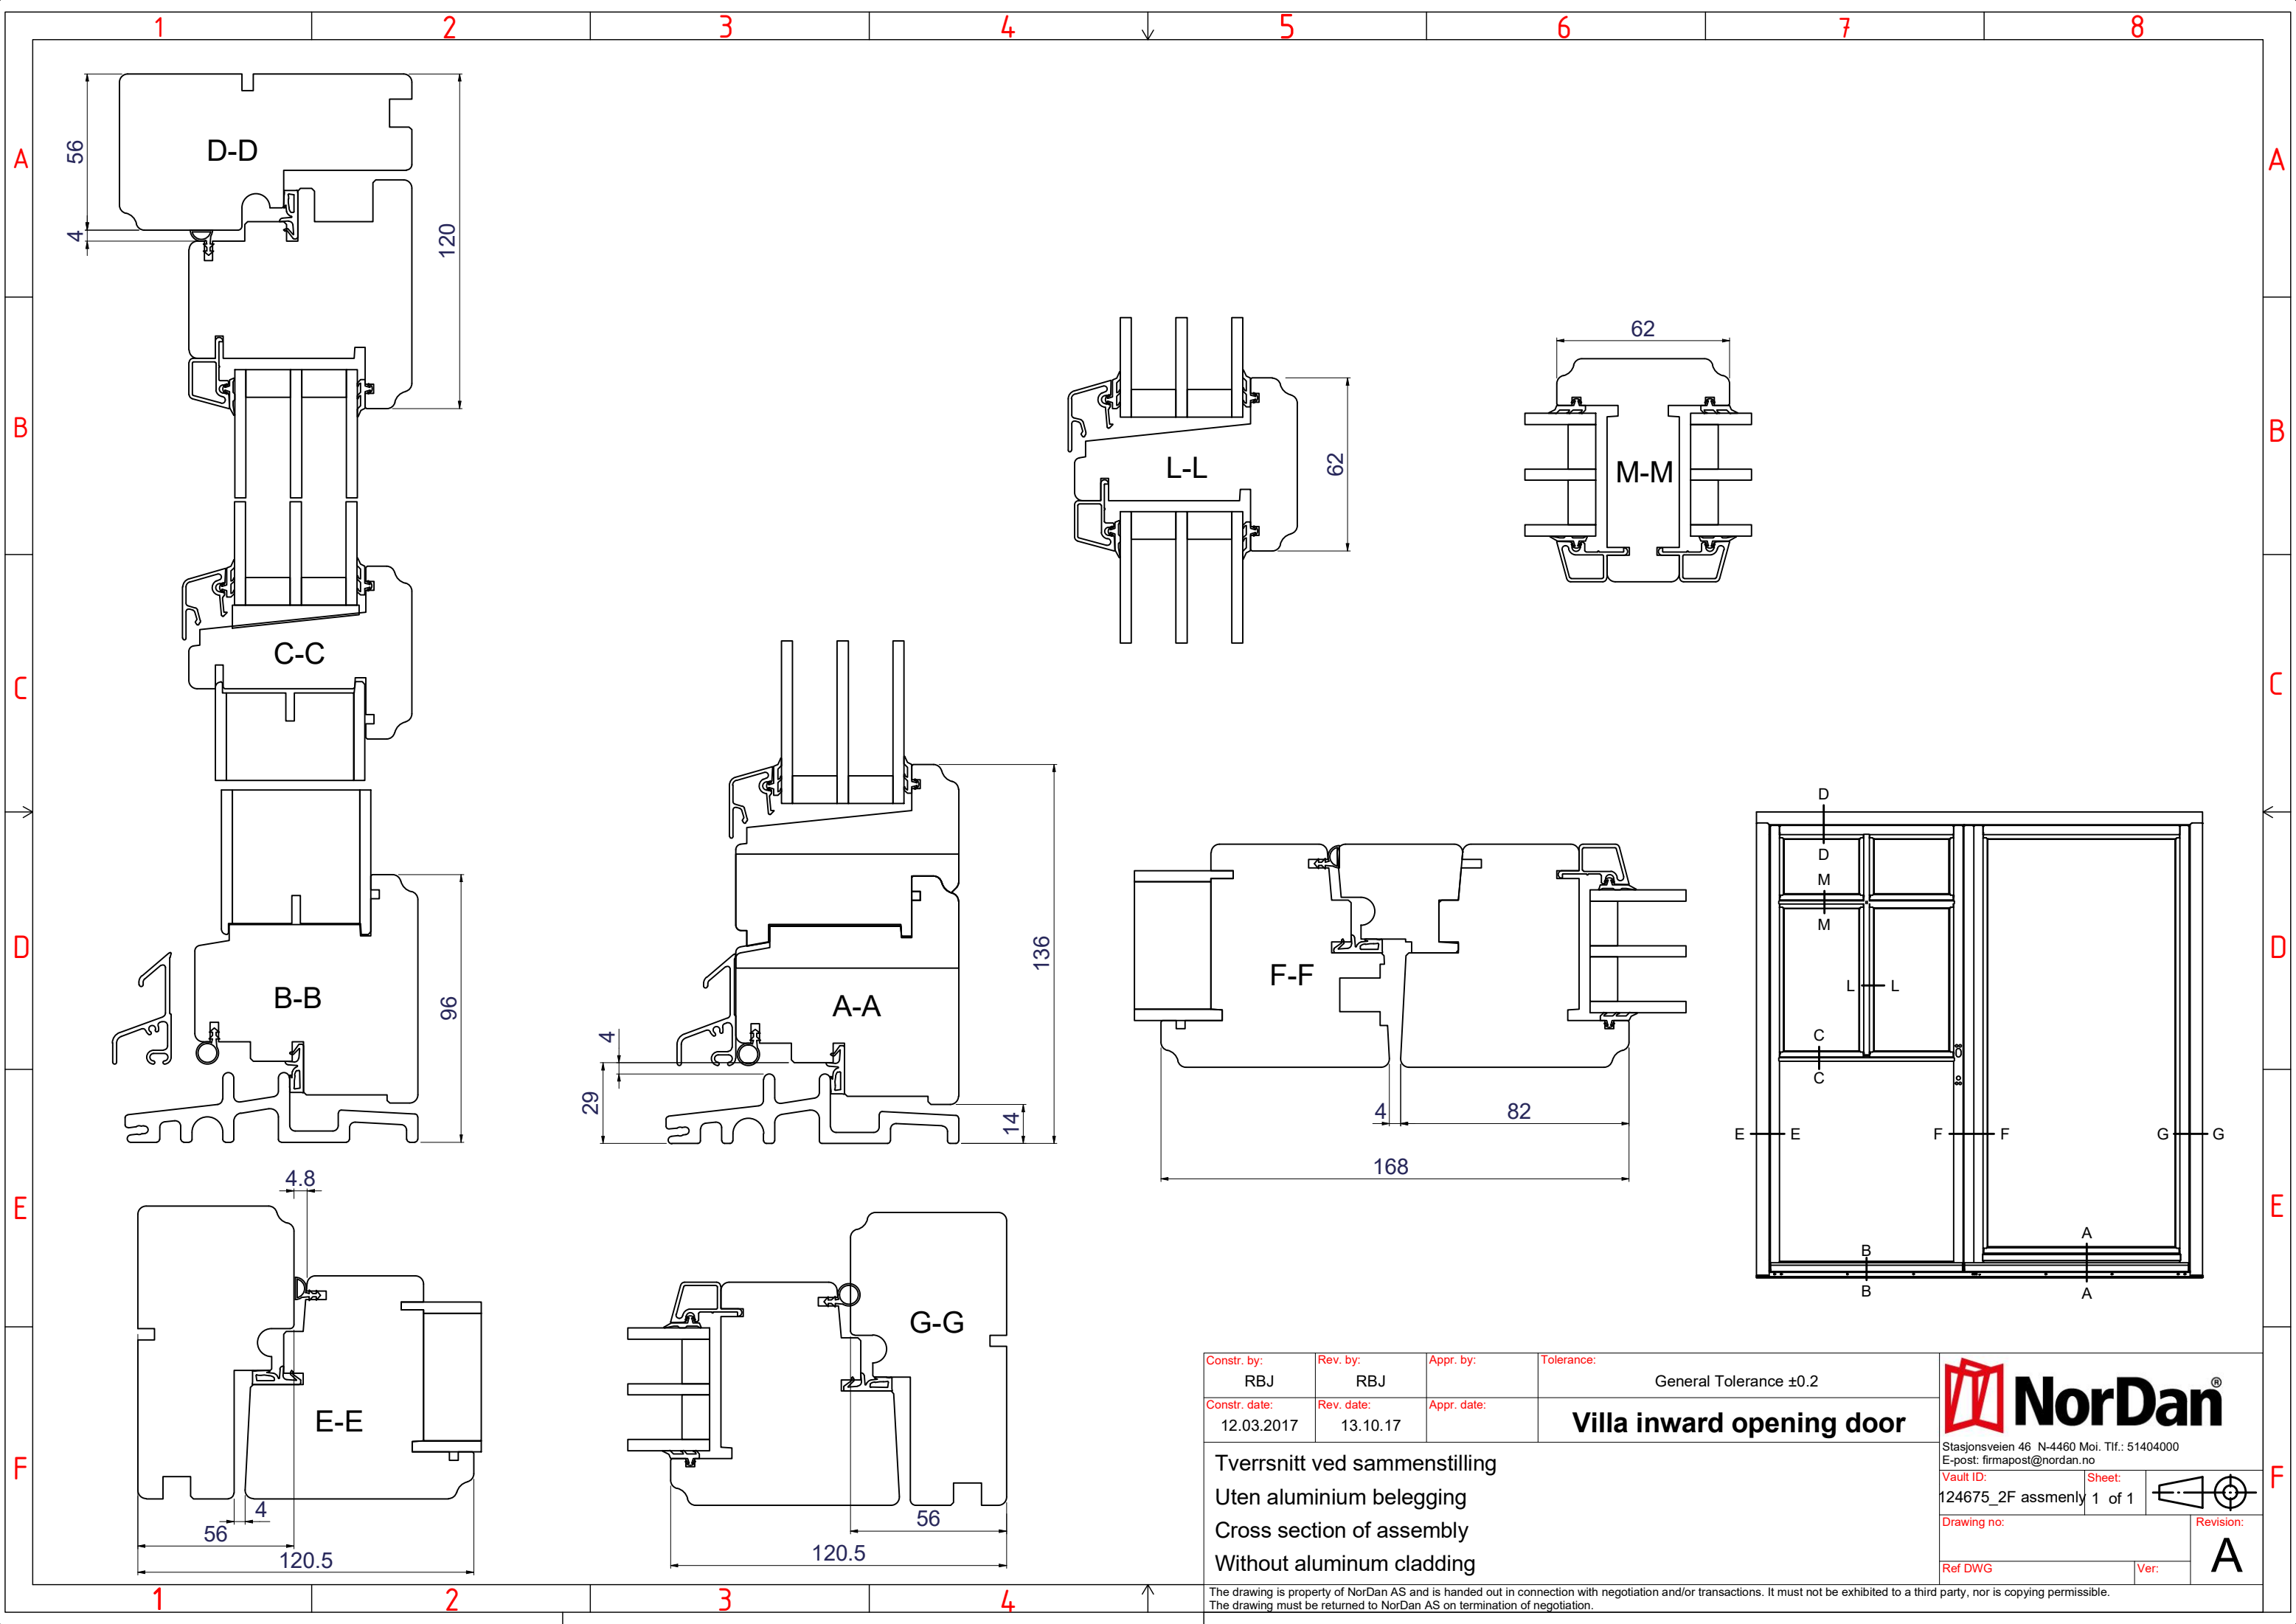 1 2 3 4 5 6 7 8
A A
B B
C C
D D
E E
F F
1 2 3 4
D-D
56
4
120
C-C
B-B
96
L-L
62
M-M
62
A-A
4
29
14
136
F-F
4
82
168
4.8
E-E
4
56
120.5
G-G
56
120.5
D
D
M
M
L L
C
C
E E F F G G
B
B
A
A
Constr. by: Rev. by: Appr. by: Tolerance:
RBJ RBJ General Tolerance ±0.2
Constr. date: Rev. date: Appr. date:
12.03.2017 13.10.17 Villa inward opening door
Tverrsnitt ved sammenstilling
Uten aluminium belegging
Cross section of assembly
Without aluminum cladding
NorDan®
Stasjonsveien 46 N-4460 Moi. Tlf.: 51404000
E-post: firmapost@nordan.no
Vault ID: Sheet:
124675_2F assmenly 1 of 1
Drawing no: Revision:
A
Ref DWG Ver:
The drawing is property of NorDan AS and is handed out in connection with negotiation and/or transactions. It must not be exhibited to a third party, nor is copying permissible.
The drawing must be returned to NorDan AS on termination of negotiation.